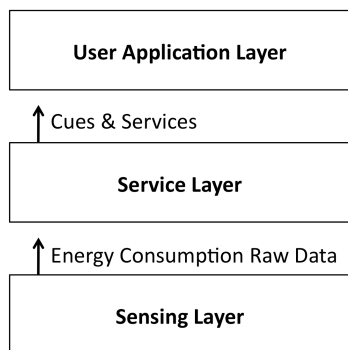 User Application Layer
Cues & Services
Service Layer
Energy Consumption Raw Data
Sensing Layer